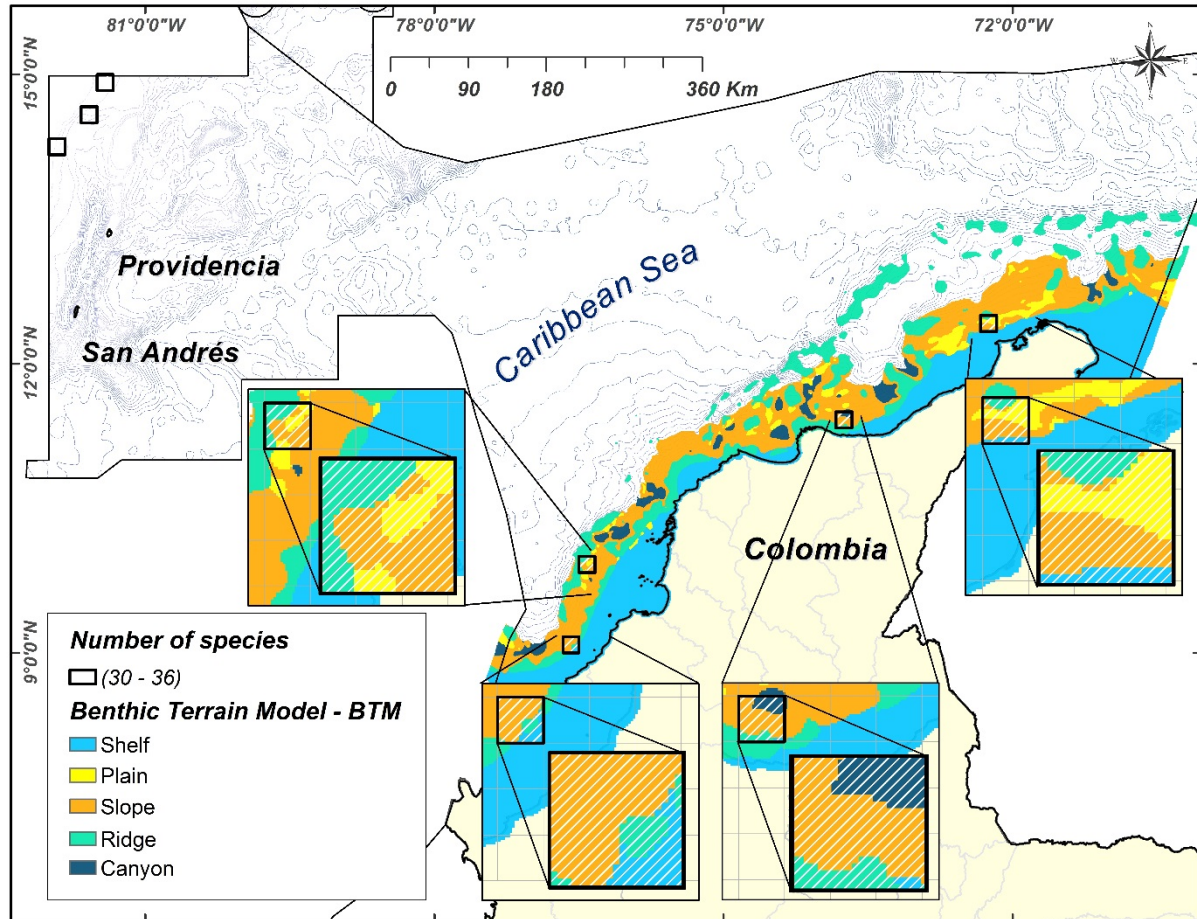 81°0'0"W
78°0'0"W
75°0'0"W
72°0'0"W
15°0'0"N
12°0'0"N
9°0'0"N
N
W
E
S
0 90 180 360 Km
Providencia
San Andrés
Caribbean Sea
Colombia
Number of species
(30 - 36)
Benthic Terrain Model - BTM
Shelf
Plain
Slope
Ridge
Canyon